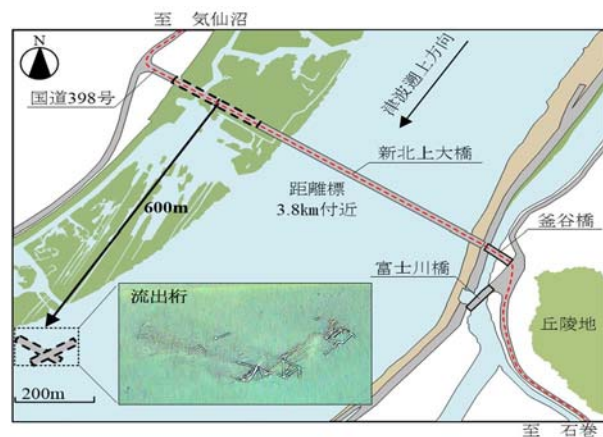 至 気仙沼
N
国道398号
津波遡上方向
新北上大橋
距離標
3.8km付近
600m
釜谷橋
富士川橋
流出桁
丘陵地
200m
至 石巻